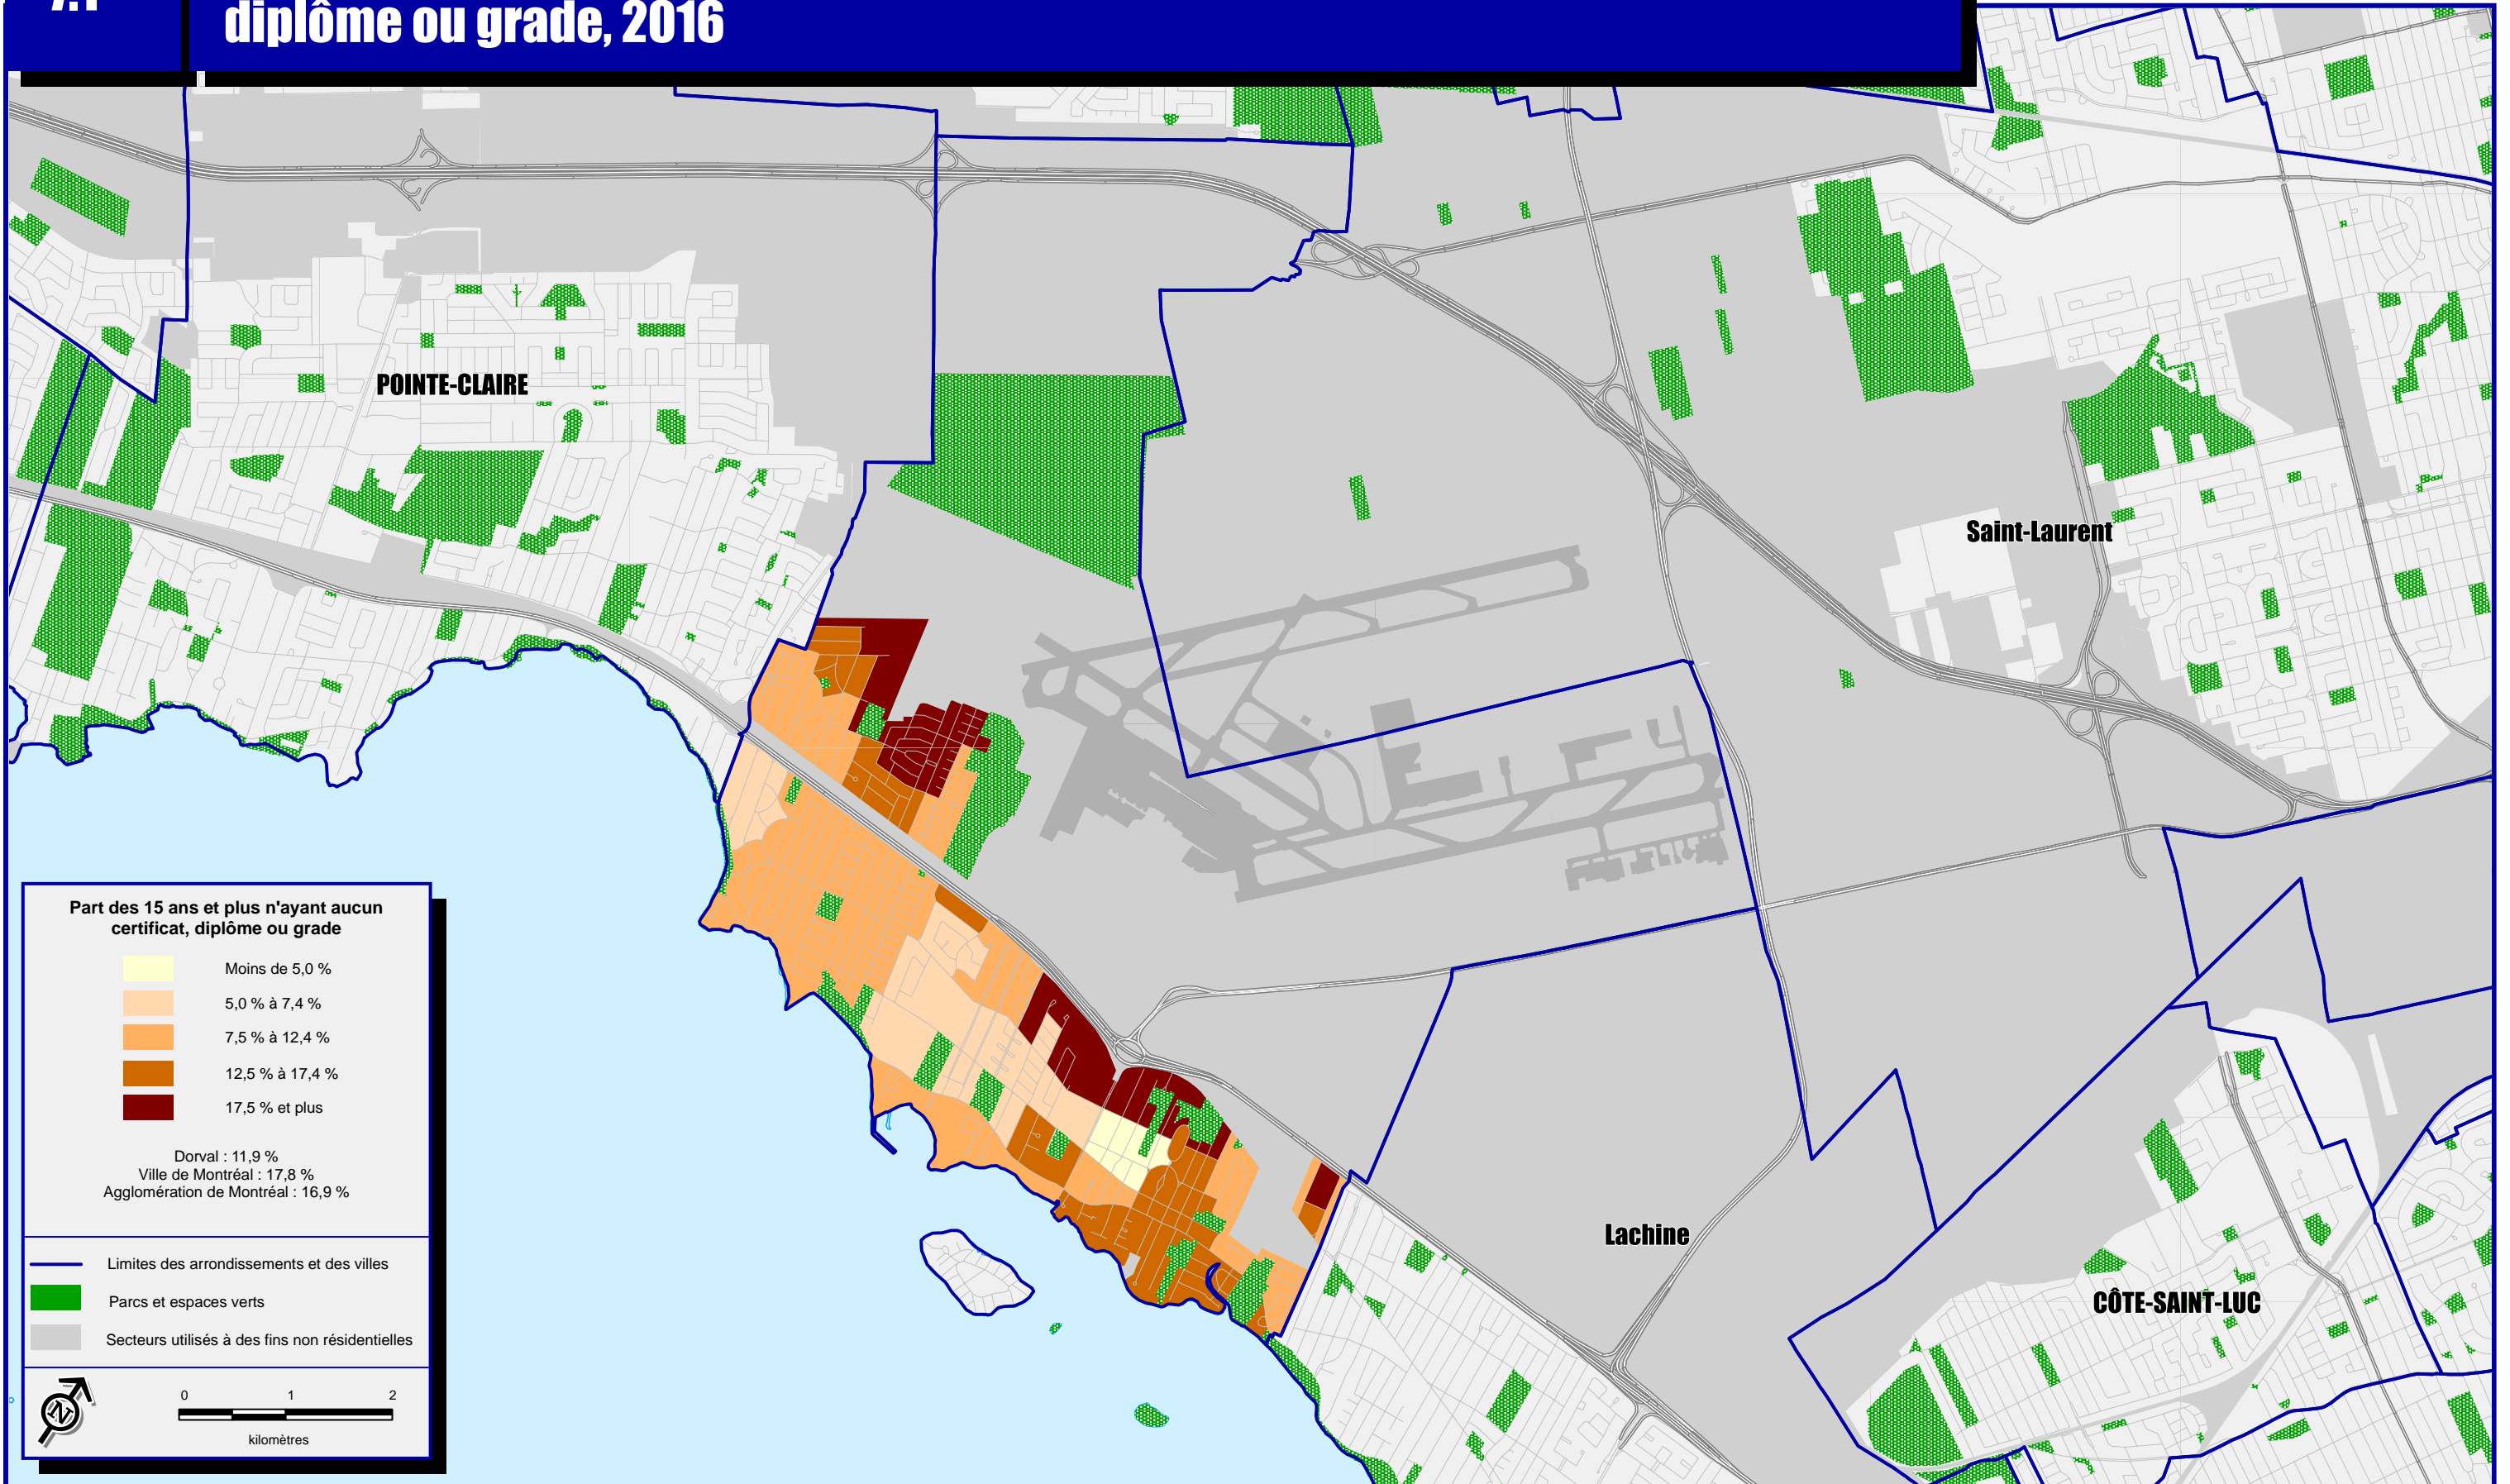 diplôme ou grade, 2016
POINTE-CLAIRE
Saint-Laurent
Lachine
CÔTE-SAINT-LUC
Part des 15 ans et plus n'ayant aucun
certificat, diplôme ou grade
Moins de 5,0 %
5,0 % à 7,4 %
7,5 % à 12,4 %
12,5 % à 17,4 %
17,5 % et plus
Dorval : 11,9 %
Ville de Montréal : 17,8 %
Agglomération de Montréal : 16,9 %
Limites des arrondissements et des villes
Parcs et espaces verts
Secteurs utilisés à des fins non résidentielles
N
0 1 2
kilomètres